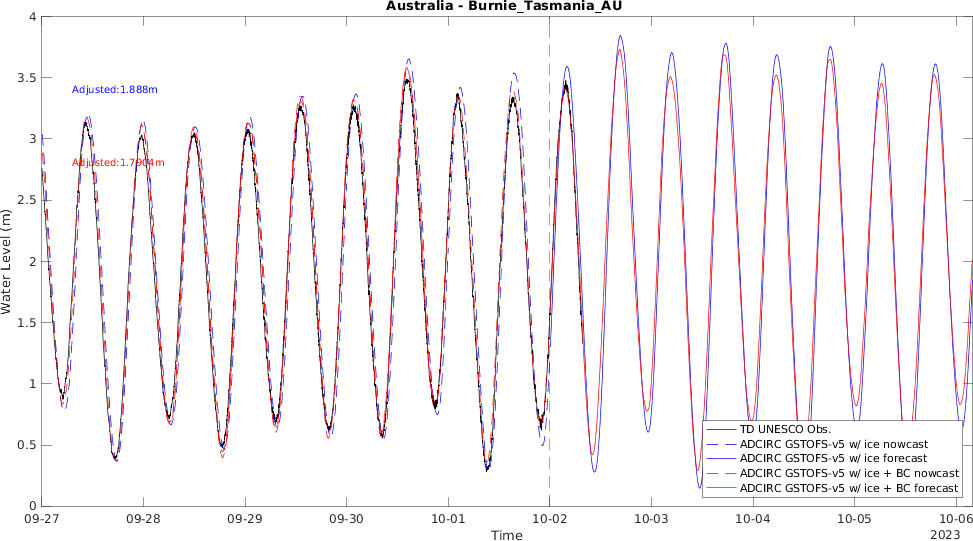 Australia - Burnie_Tasmania_AU
4
3.5
3
2.5
2
1.5
1
0.5
0
Water Level (m)
Adjusted:1.888m
Adjusted:1.7904m
TD UNESCO Obs.
ADCIRC GSTOFS-v5 w/ ice nowcast
ADCIRC GSTOFS-v5 w/ ice forecast
ADCIRC GSTOFS-v5 w/ ice + BC nowcast
ADCIRC GSTOFS-v5 w/ ice + BC forecast
09-27 09-28 09-29 09-30 10-01 10-02 10-03 10-04 10-05 10-06
Time
2023